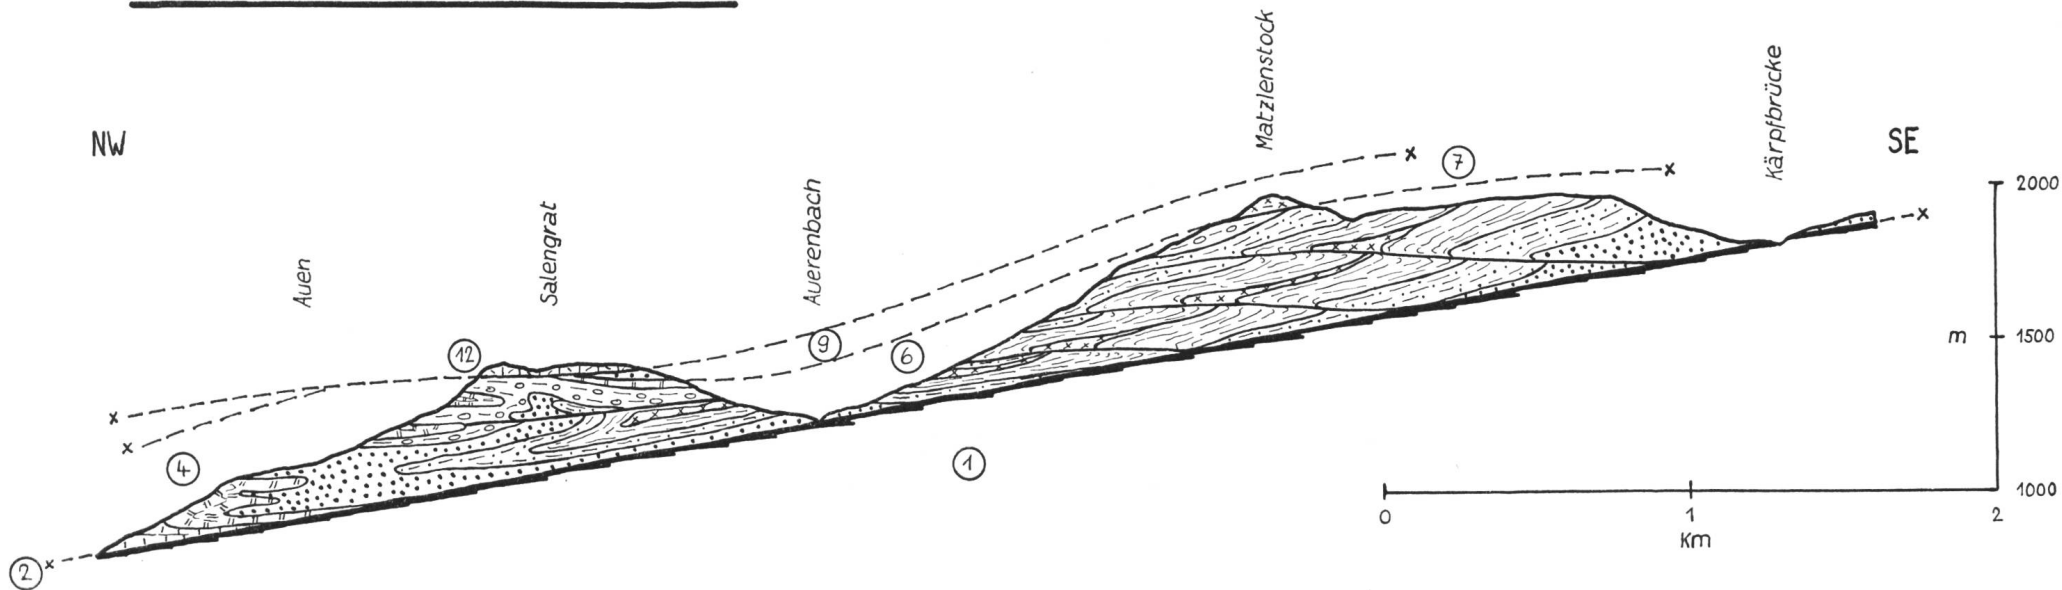 Matzlenstock
Kärpfbrücke
NW
SE
7
2000
Auen
Salengrat
Auerenbach
12
9
6
m
1500
4
1
1000
0
1
2
Km
2